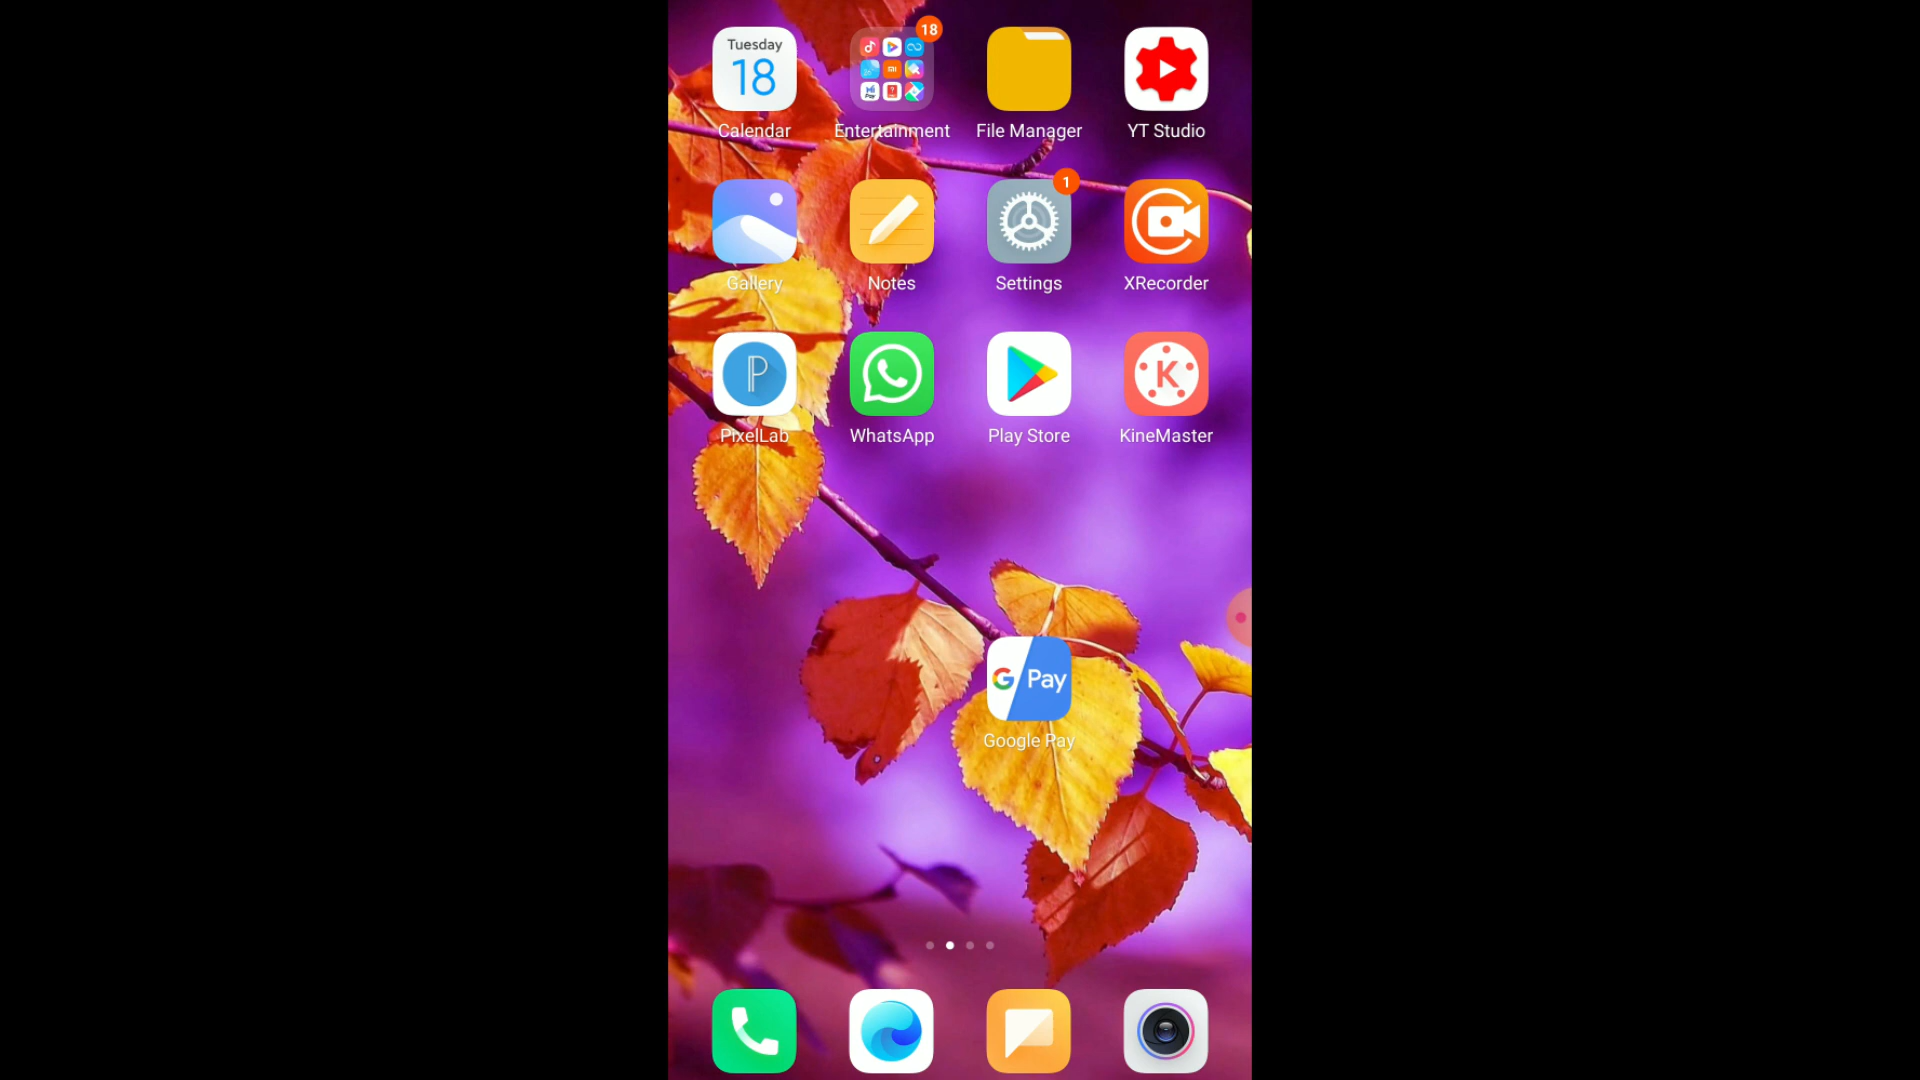 Tuesday
18
18
Calendar
Entertainment
File Manager
YT Studio
1
Gallery
Notes
Settings
XRecorder
P
K
PixelLab
WhatsApp
Play Store
KineMaster
G Pay
Google Pay